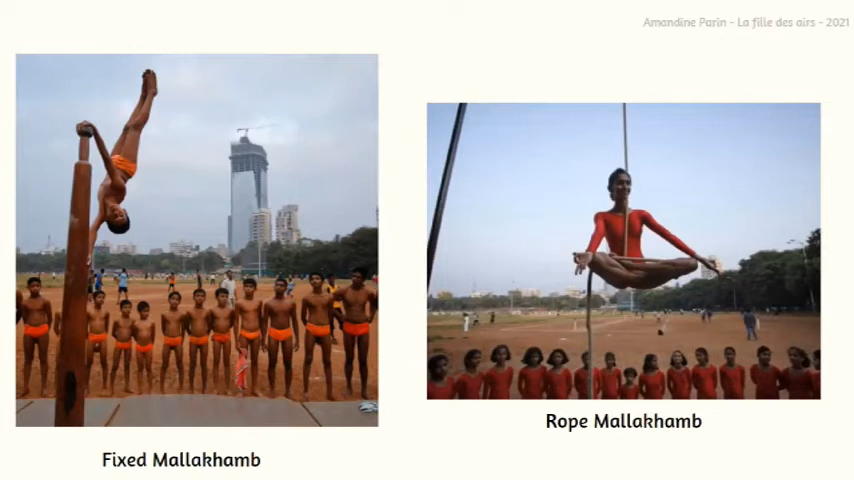 Amandine Parin - La fille des airs - 2021
Rope Mallakhamb
Fixed Mallakhamb